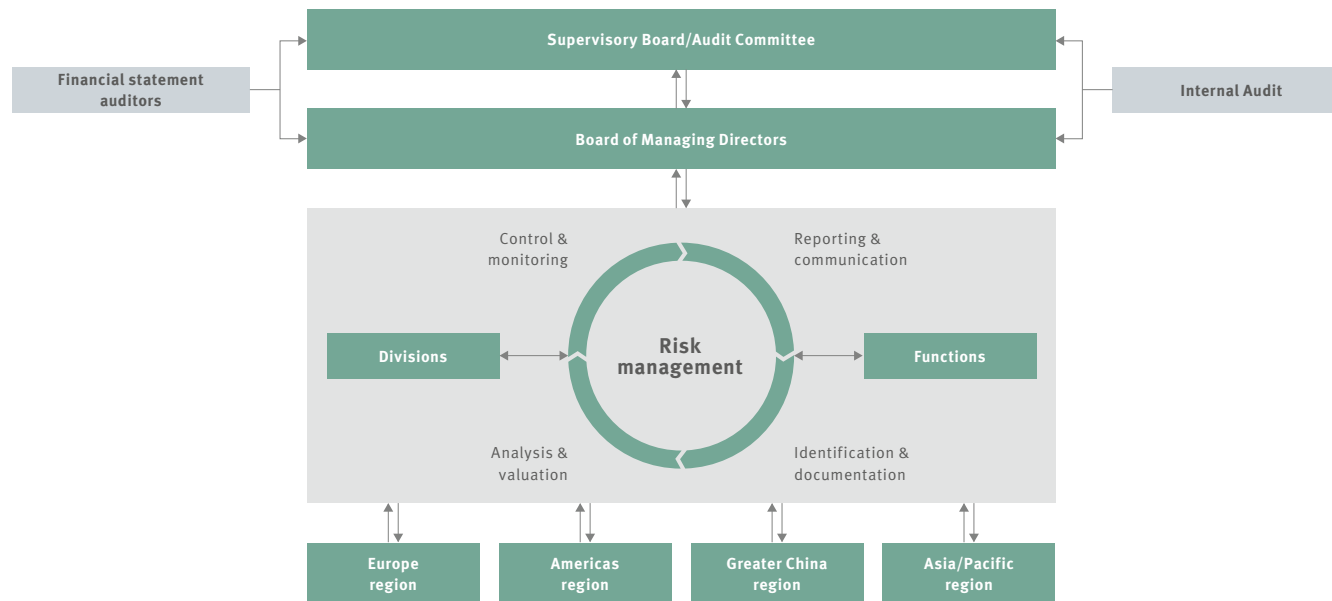 Supervisory Board/Audit Committee
Financial statement
auditors
Internal Audit
Board of Managing Directors
Control &
monitoring
Reporting &
communication
Divisions
Risk
management
Functions
Analysis &
valuation
Identification &
documentation
Europe
region
Americas
region
Greater China
region
Asia/Pacific
region